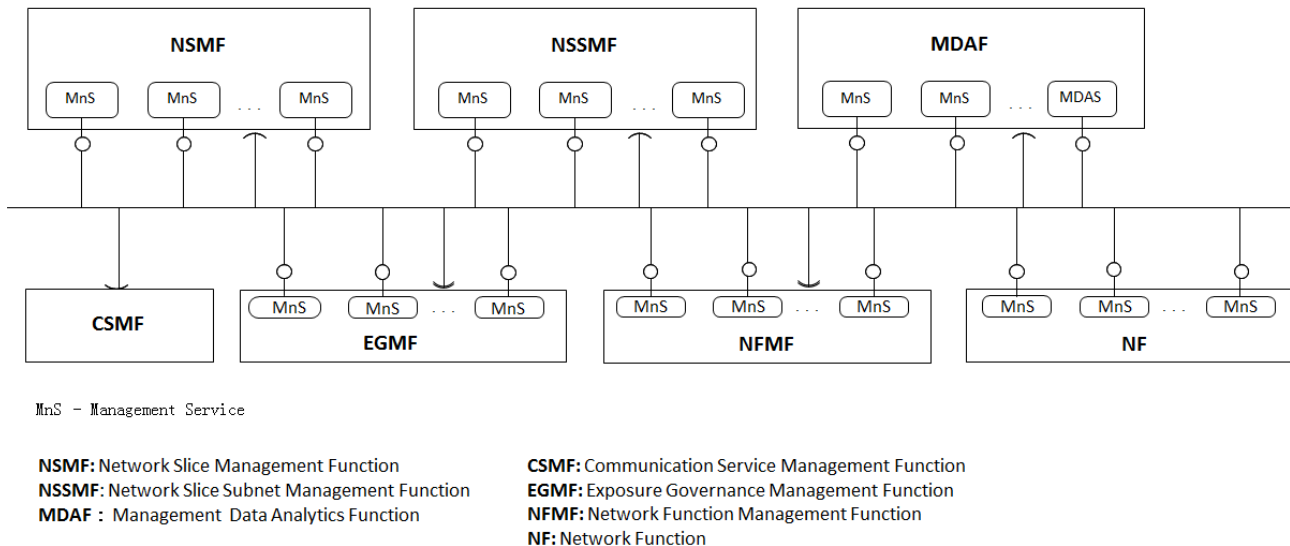 NSMF
NSSMF
MDAF
MnS MnS ... MnS
MnS MnS ... MnS
MnS MnS ... MDAS
CSMF
MnS MnS ... MnS
EGMF
MnS MnS ... MnS
NFMF
MnS MnS ... MnS
NF
MnS - Management Service
NSMF: Network Slice Management Function
NSSMF: Network Slice Subnet Management Function
MDAF : Management Data Analytics Function
CSMF: Communication Service Management Function
EGMF: Exposure Governance Management Function
NFMF: Network Function Management Function
NF: Network Function